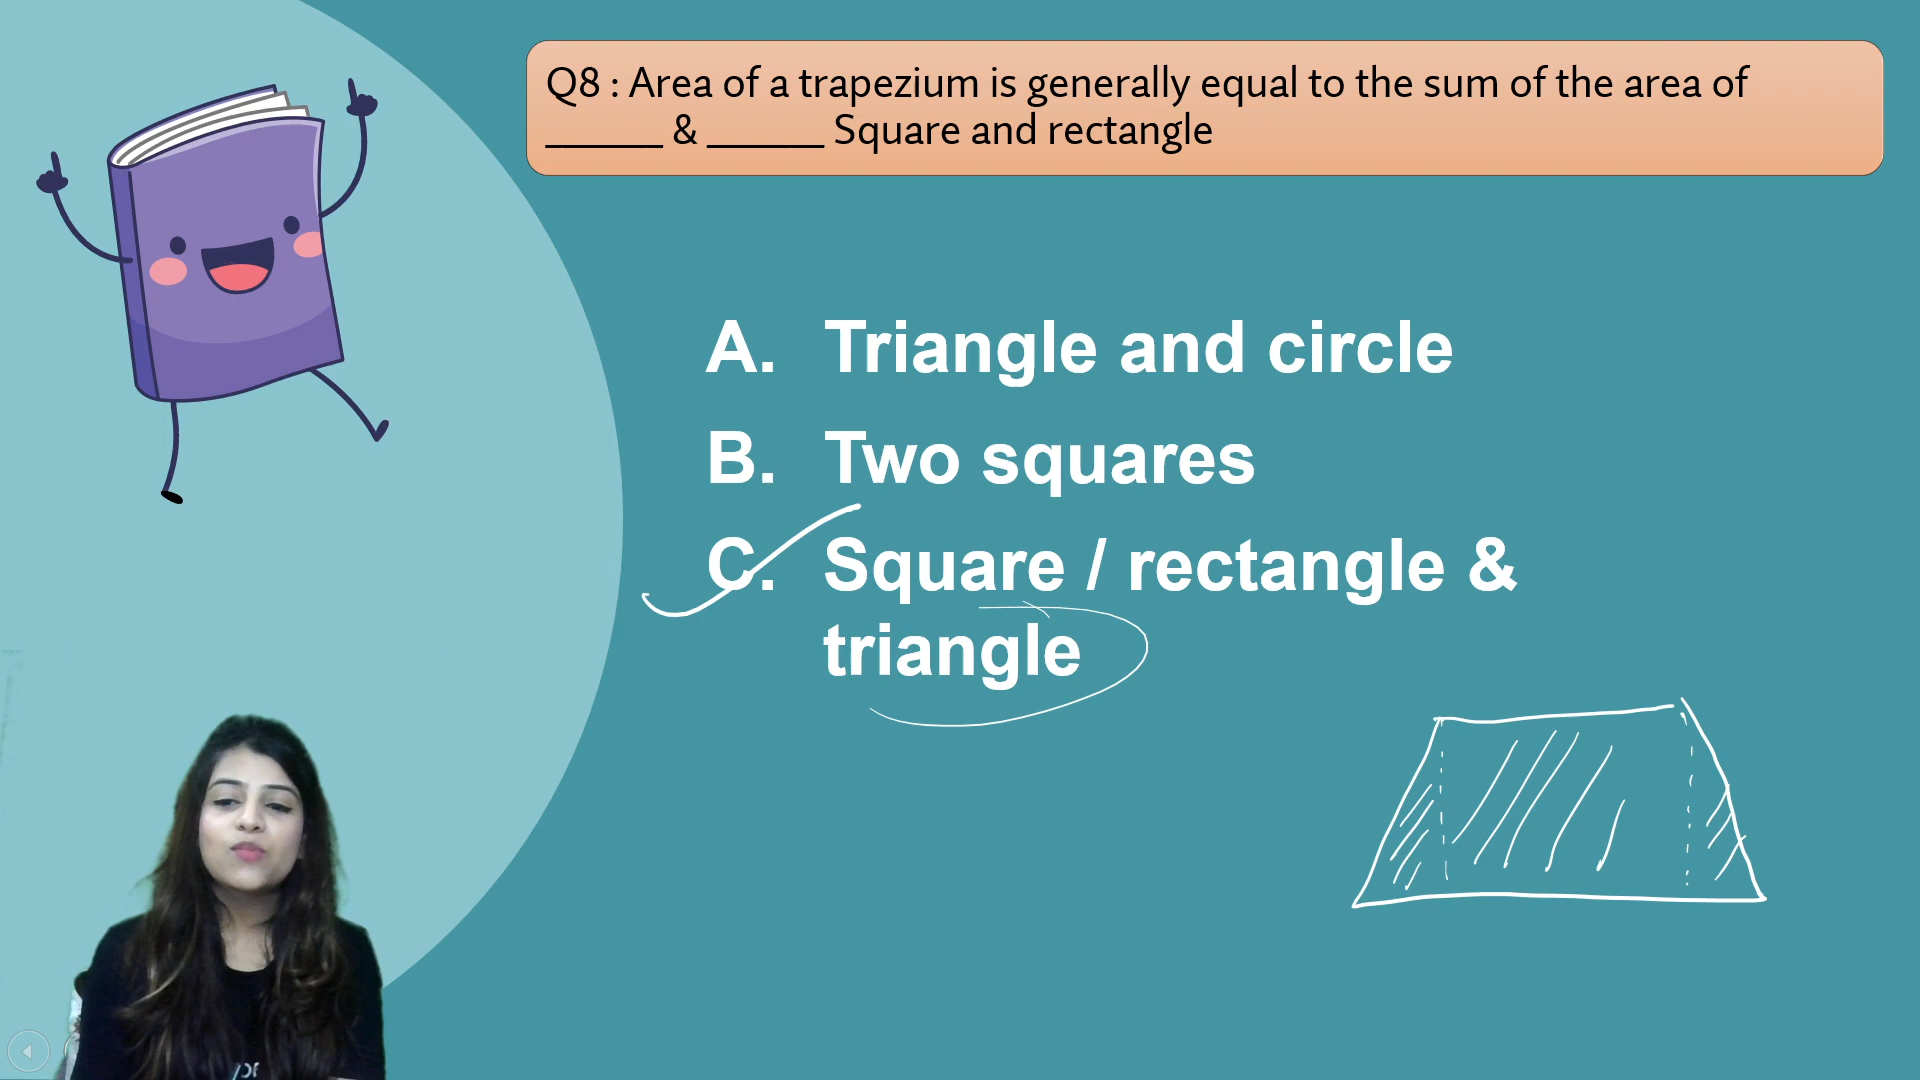 Q8 : Area of a trapezium is generally equal to the sum of the area of
______ & ______ Square and rectangle
A. Triangle and circle
B. Two squares
C. Square / rectangle &
triangle